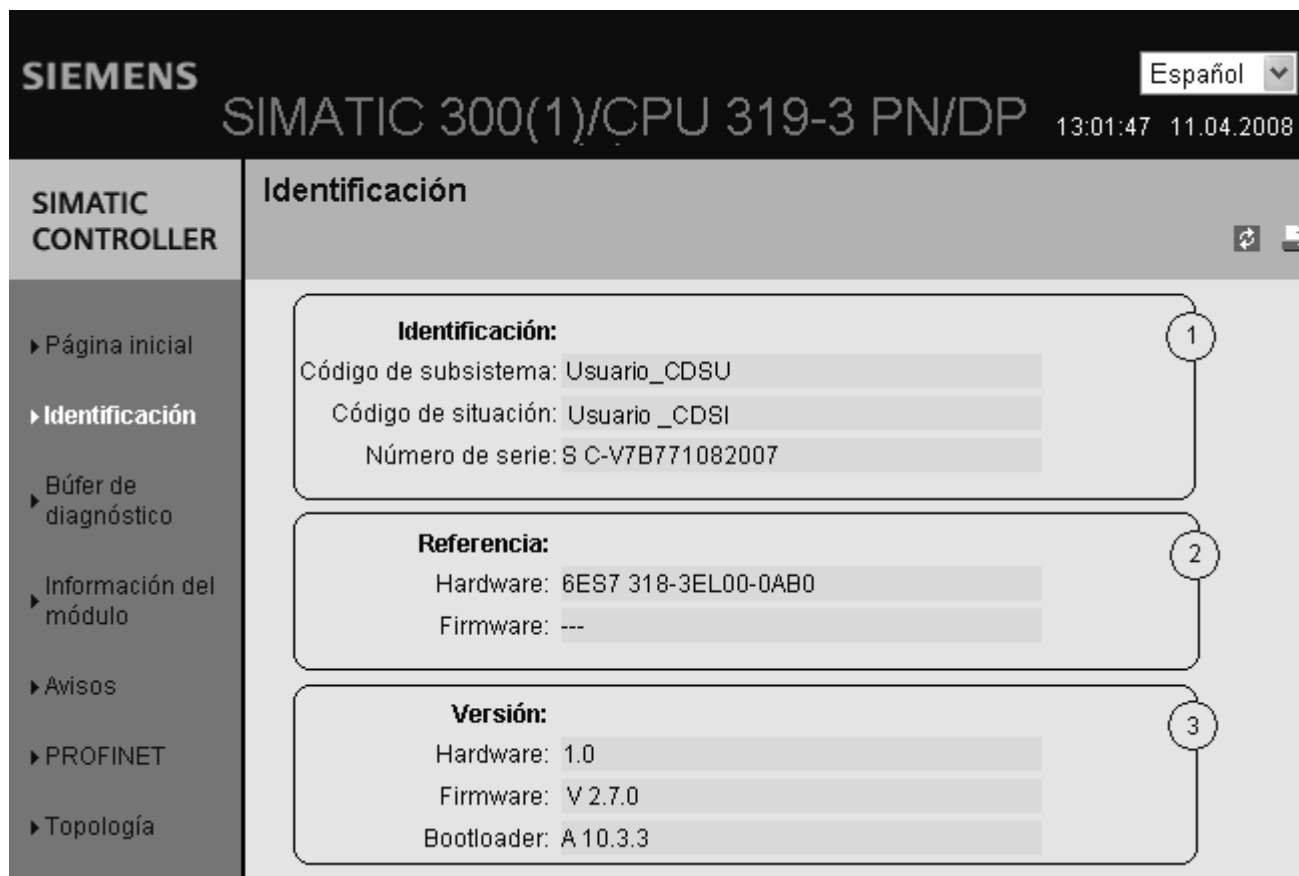 SIEMENS
Español
SIMATIC 300(1)/CPU 319-3 PN/DP 13:01:47 11.04.2008
SIMATIC
CONTROLLER
Identificación
Página inicial
Identificación
Búfer de
diagnóstico
Información del
módulo
Avisos
PROFINET
Topología
Identificación:
Código de subsistema: Usuario_CDSU
Código de situación: Usuario _CDSI
Número de serie: S C-V7B771082007
1
Referencia:
Hardware: 6ES7 318-3EL00-0AB0
Firmware: ---
2
Versión:
Hardware: 1.0
Firmware: V 2.7.0
Bootloader: A 10.3.3
3